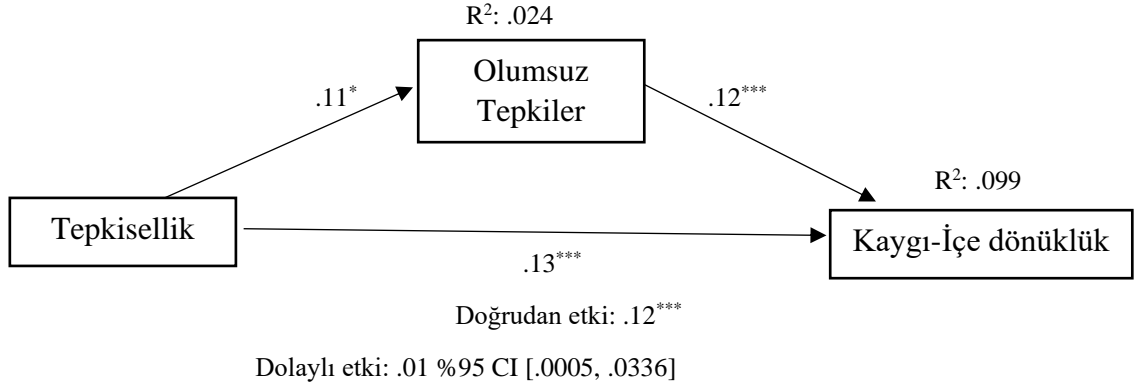 R²: .024
Olumsuz
Tepkiler
.11*
.12***
R²: .099
Tepkisellik
Kaygı-İçe dönüklük
.13***
Doğrudan etki: .12***
Dolaylı etki: .01 %95 CI [.0005, .0336]